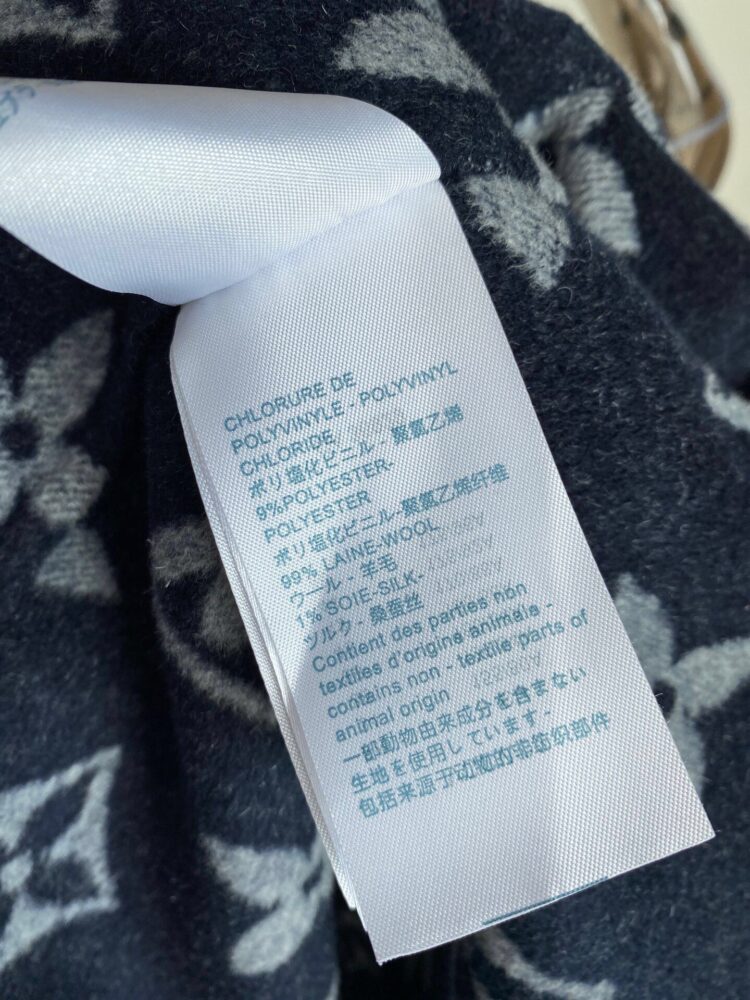 CHLORURE DE
POLYVINYLE - POLYVINYL
CHLORIDE
ポリ塩化ビニル - 聚氯乙烯
9%POLYESTER-
POLYESTER
ポリ塩化ビニル-聚氯乙烯纤维
99% LAINE-WOOL
ウール - 羊毛
1% SOIE-SILK-
シルク - 桑蚕丝
Contient des parties non
textiles d'origine animale -
contains non - textile parts of
animal origin
一部動物由来成分を含まない
生地を使用しています-
包括来源于动物的非纺织部件